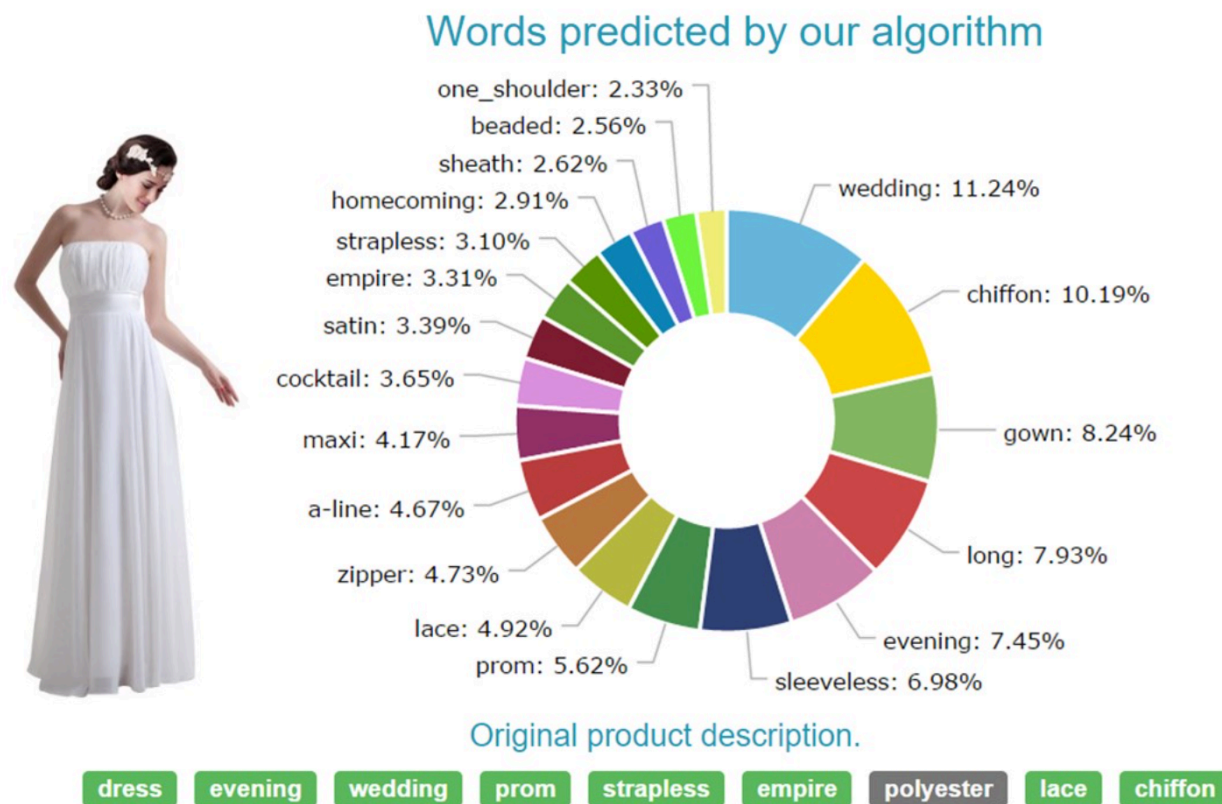 Words predicted by our algorithm
one_shoulder: 2.33%
beaded: 2.56%
sheath: 2.62%
homecoming: 2.91%
strapless: 3.10%
empire: 3.31%
satin: 3.39%
cocktail: 3.65%
maxi: 4.17%
a-line: 4.67%
zipper: 4.73%
lace: 4.92%
prom: 5.62%
wedding: 11.24%
chiffon: 10.19%
gown: 8.24%
long: 7.93%
evening: 7.45%
sleeveless: 6.98%
Original product description.
dress evening wedding prom strapless empire polyester lace chiffon